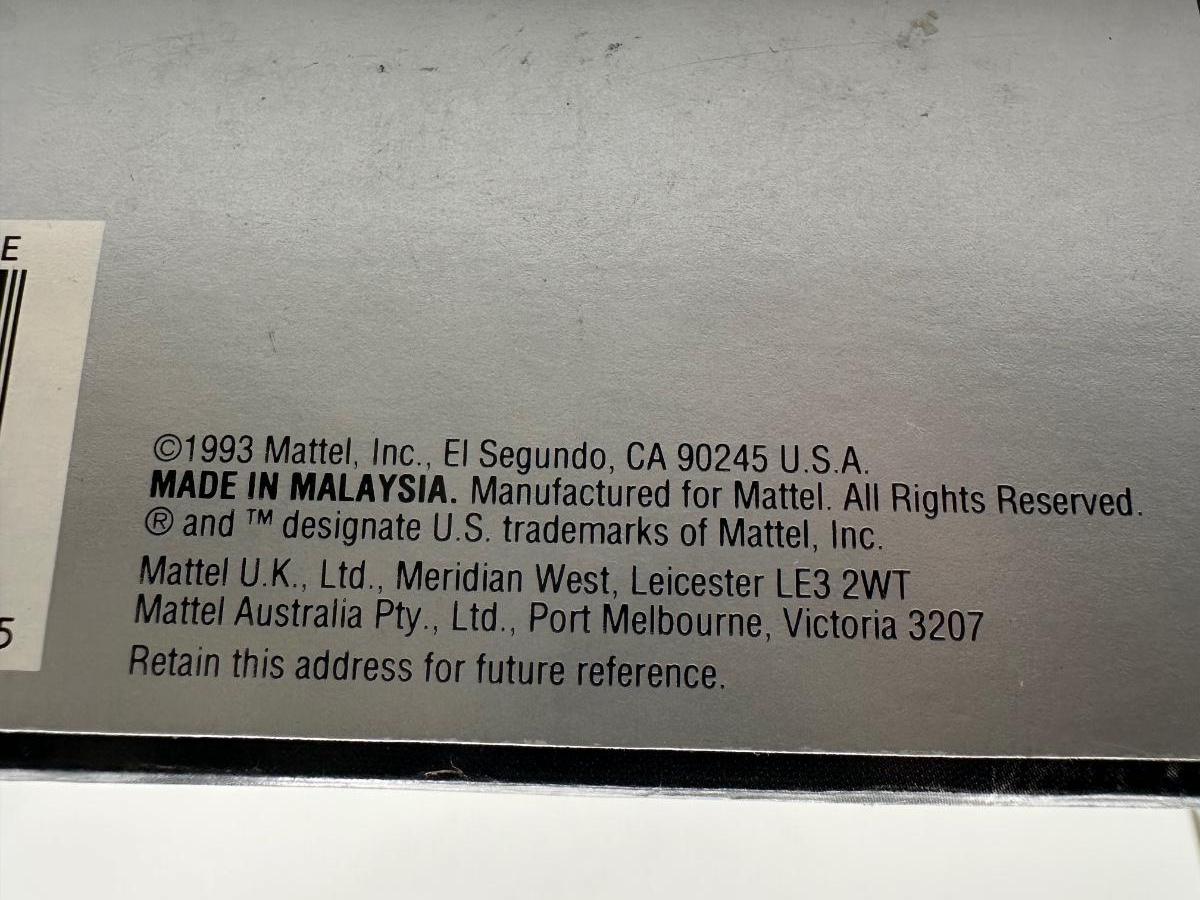 E
5
©1993 Mattel, Inc., El Segundo, CA 90245 U.S.A.
MADE IN MALAYSIA. Manufactured for Mattel. All Rights Reserved.
® and ™ designate U.S. trademarks of Mattel, Inc.
Mattel U.K., Ltd., Meridian West, Leicester LE3 2WT
Mattel Australia Pty., Ltd., Port Melbourne, Victoria 3207
Retain this address for future reference.